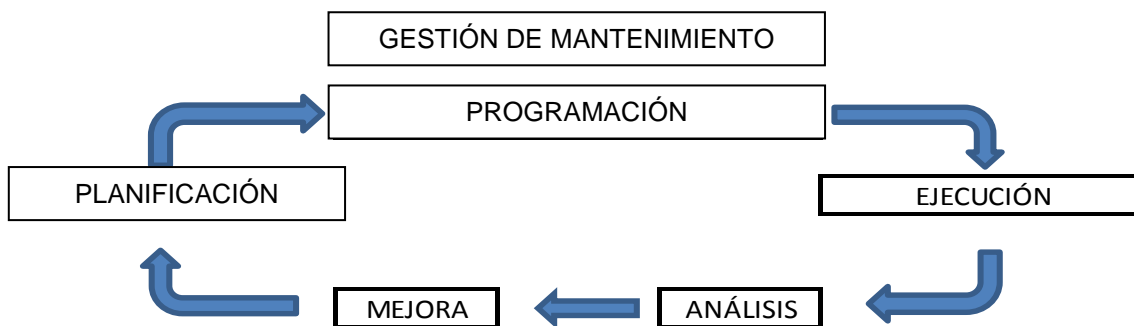 GESTIÓN DE MANTENIMIENTO
PROGRAMACIÓN
PLANIFICACIÓN
EJECUCIÓN
MEJORA
ANÁLISIS